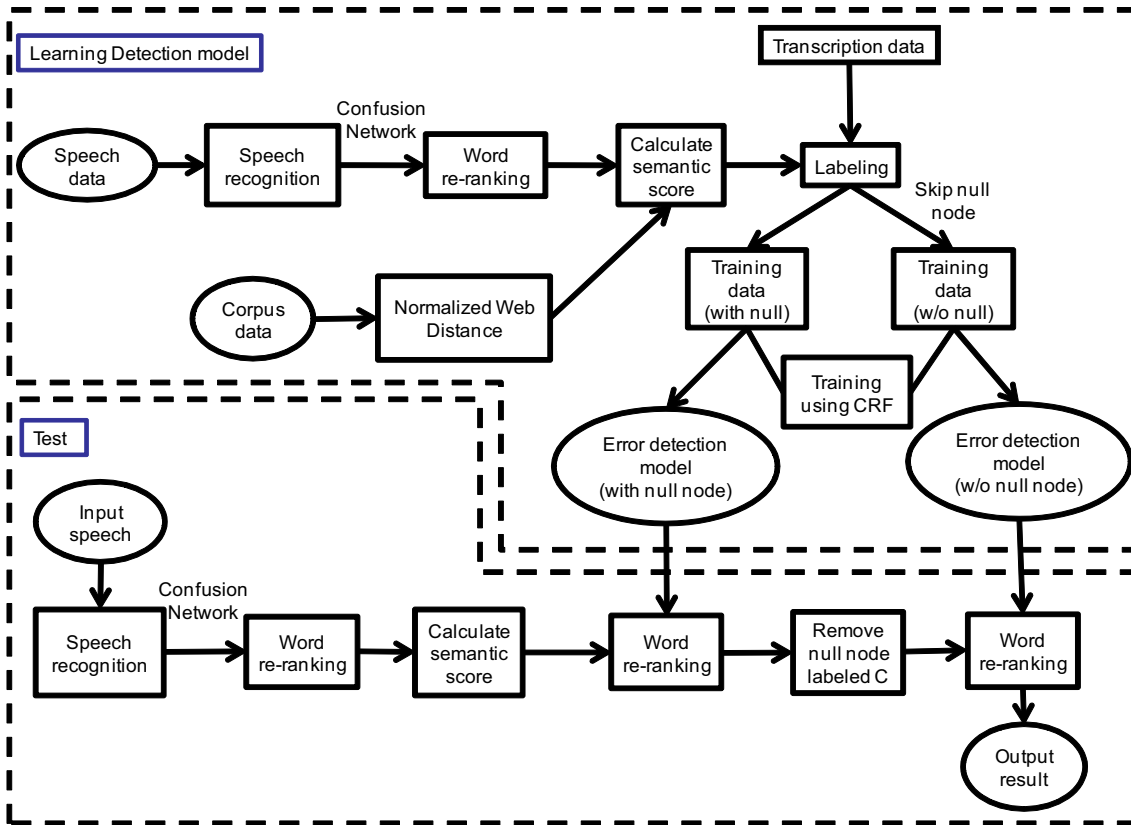 Learning Detection model
Transcription data
Speech
data
Speech
recognition
Confusion
Network
Word
re-ranking
Calculate
semantic
score
Labeling
Skip null
node
Corpus
data
Normalized Web
Distance
Training
data
(with null)
Training
data
(w/o null)
Training
using CRF
Error detection
model
(with null node)
Error detection
model
(w/o null node)
Test
Input
speech
Speech
recognition
Confusion
Network
Word
re-ranking
Calculate
semantic
score
Word
re-ranking
Remove
null node
labeled C
Word
re-ranking
Output
result